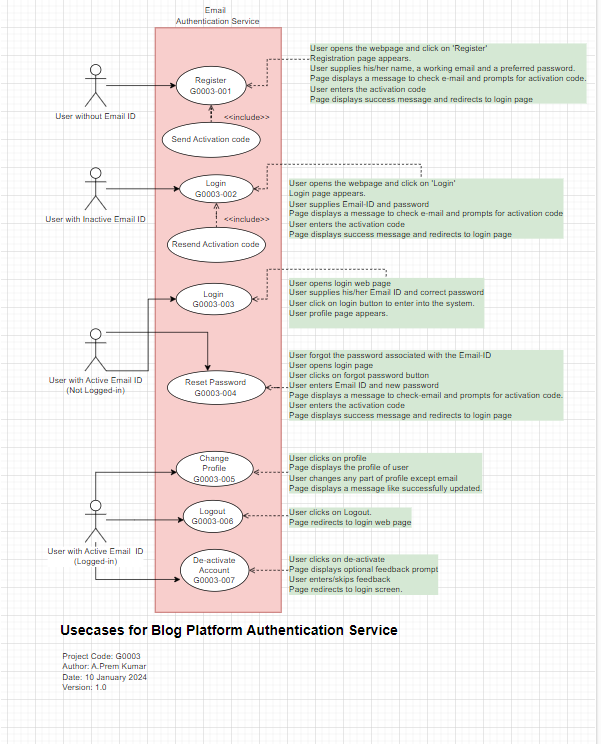 Email
Authentication Service
User opens the webpage and click on 'Register'
Registration page appears.
User supplies his/her name, a working email and a preferred password.
Page displays a message to check e-mail and prompts for activation code.
User enters the activation code
Page displays success message and redirects to login page
Register
G0003-001
User without Email ID
<<include>>
Send Activation code
User opens the webpage and click on 'Login'
Login page appears.
User supplies Email-ID and password
Page displays a message to check e-mail and prompts for activation code
User enters the activation code
Page displays success message and redirects to login page
Login
G0003-002
User with Inactive Email ID
<<include>>
Resend Activation code
User opens login web page
User supplies his/her Email ID and correct password
User click on login button to enter into the system.
User profile page appears.
Login
G0003-003
User with Active Email ID
(Not Logged-in)
User forgot the password associated with the Email-ID
User opens login page
User clicks on forgot password button
User enters Email ID and new password
Page displays a message to check-email and prompts for activation code.
User enters the activation code
Page displays success message and redirects to login page
Reset Password
G0003-004
Change
Profile
G0003-005
User clicks on profile
Page displays the profile of user
User changes any part of profile except email
Page displays a message like successfully updated.
Logout
G0003-006
User clicks on Logout.
Page redirects to login web page
User with Active Email  ID
(Logged-in)
De-activate
Account
G0003-007
User clicks on de-activate
Page displays optional feedback prompt
User enters/skips feedback
Page redirects to login screen.
Usecases for Blog Platform Authentication Service
Project Code: G0003
Author: A.Prem Kumar
Date: 10 January 2024
Version: 1.0